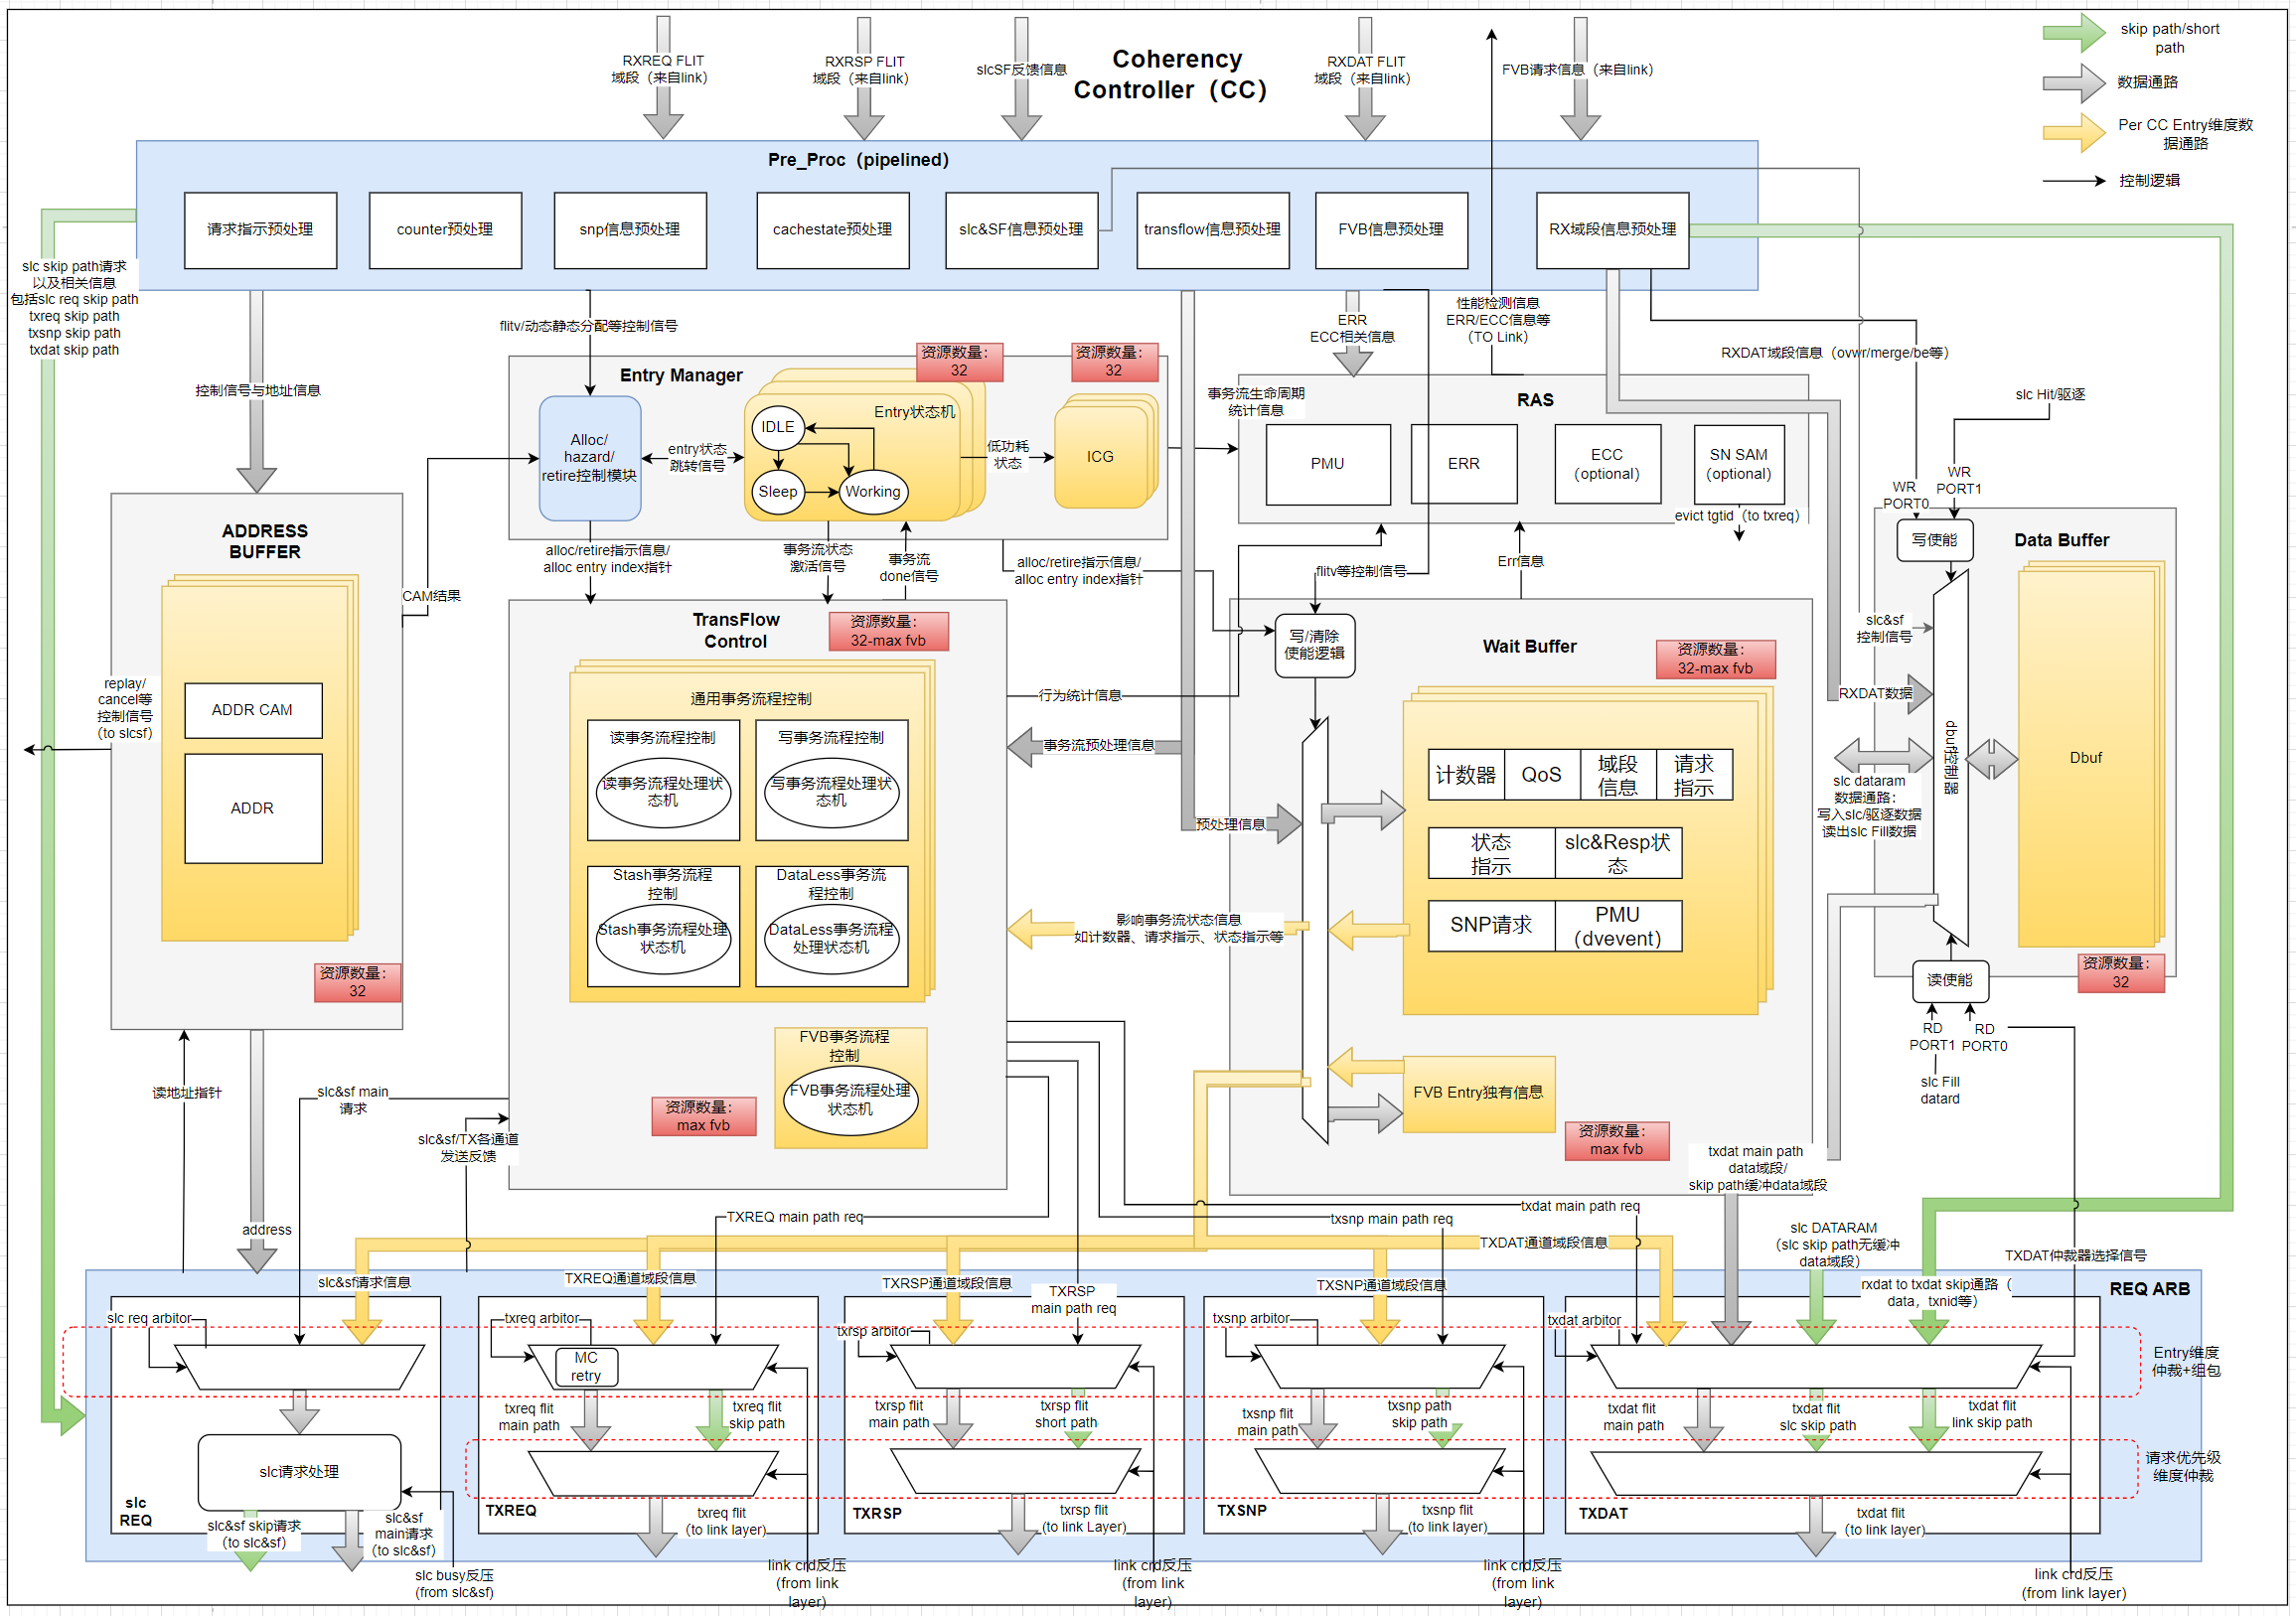 RXREQ FLIT
域段（来自link）
RXRSP FLIT
域段（来自link）
slcSF反馈信息
Coherency
Controller（CC）
RXDAT FLIT
域段（来自link）
FVB请求信息（来自link）
skip path/short
path
数据通路
Per CC Entry维度数
据通路
控制逻辑
Pre_Proc（pipelined）
请求指示预处理
counter预处理
snp信息预处理
cachestate预处理
slc&SF信息预处理
transflow信息预处理
FVB信息预处理
RX域段信息预处理
slc skip path请求
以及相关信息
包括slc req skip path
txreq skip path
txsnp skip path
txdat skip path
flitv/动态静态分配等控制信号
控制信号与地址信息
ERR
ECC相关信息
性能检测信息
ERR/ECC信息等
（TO Link）
RXDAT域段信息（ovwr/merge/be等）
slc Hit/驱逐
Entry Manager
资源数量：
32
资源数量：
32
Alloc/
hazard/
retire控制模块
entry状态
跳转信号
Entry状态机
IDLE
Sleep
Working
低功耗
状态
ICG
事务流生命周期
统计信息
RAS
PMU
ERR
ECC
（optional）
SN SAM
（optional）
evict tgtid（to txreq）
WR
PORT0
WR
PORT1
写使能
Data Buffer
ADDRESS
BUFFER
CAM结果
ADDR CAM
ADDR
资源数量：
32
replay/
cancel等
控制信号
（to slcsf）
alloc/retire指示信息/
alloc entry index指针
事务流状态
激活信号
事务流
done信号
alloc/retire指示信息/
alloc entry index指针
flitv等控制信号
Err信息
TransFlow
Control
资源数量：
32-max fvb
通用事务流程控制
读事务流程控制
读事务流程处理状
态机
写事务流程控制
写事务流程处理状
态机
Stash事务流程
控制
Stash事务流程处理
状态机
DataLess事务流
程控制
DataLess事务流程
处理状态机
FVB事务流程
控制
FVB事务流程处理
状态机
资源数量：
max fvb
行为统计信息
事务流预处理信息
预处理信息
影响事务流状态信息
如计数器、请求指示、状态指示等
写/清除
使能逻辑
Wait Buffer
资源数量：
32-max fvb
计数器
QoS
域段
信息
请求
指示
状态
指示
slc&Resp状
态
SNP请求
PMU
（dvevent）
FVB Entry独有信息
资源数量：
max fvb
slc&sf
控制信号
RXDAT数据
slc dataram
数据通路：
写入slc/驱逐数据
读出slc Fill数据
dbuf控制器
Dbuf
读使能
资源数量：
32
RD
PORT1
RD
PORT0
slc Fill
datard
读地址指针
slc&sf main
请求
slc&sf/TX各通道
发送反馈
address
TXREQ main path req
txsnp main path req
txdat main path req
txdat main path
data域段/
skip path缓冲data域段
TXDAT通道域段信息
slc DATARAM
（slc skip path无缓冲
data域段）
TXDAT仲裁器选择信号
rxdat to txdat skip通路（
data，txnid等）
REQ ARB
slc&sf请求信息
TXREQ通道域段信息
TXRSP通道域段信息
TXRSP
main path req
TXSNP通道域段信息
slc req arbitor
txreq arbitor
txrsp arbitor
txsnp arbitor
txdat arbitor
MC
retry
Entry维度
仲裁+组包
txreq flit
main path
txreq flit
skip path
txrsp flit
main path
txrsp flit
short path
txsnp flit
main path
txsnp path
skip path
txdat flit
main path
txdat flit
slc skip path
txdat flit
link skip path
请求优先级
维度仲裁
slc请求处理
slc
REQ
TXREQ
TXRSP
TXSNP
TXDAT
slc&sf skip请求
（to slc&sf）
slc&sf
main请求
（to slc&sf）
slc busy反压
（from slc&sf）
txreq flit
（to link layer）
txrsp flit
（to link Layer）
txsnp flit
（to link layer）
txdat flit
（to link layer）
link crd反压
（from link
layer）
link crd反压
（from link
layer）
link crd反压
（from link
layer）
link crd反压
（from link layer）